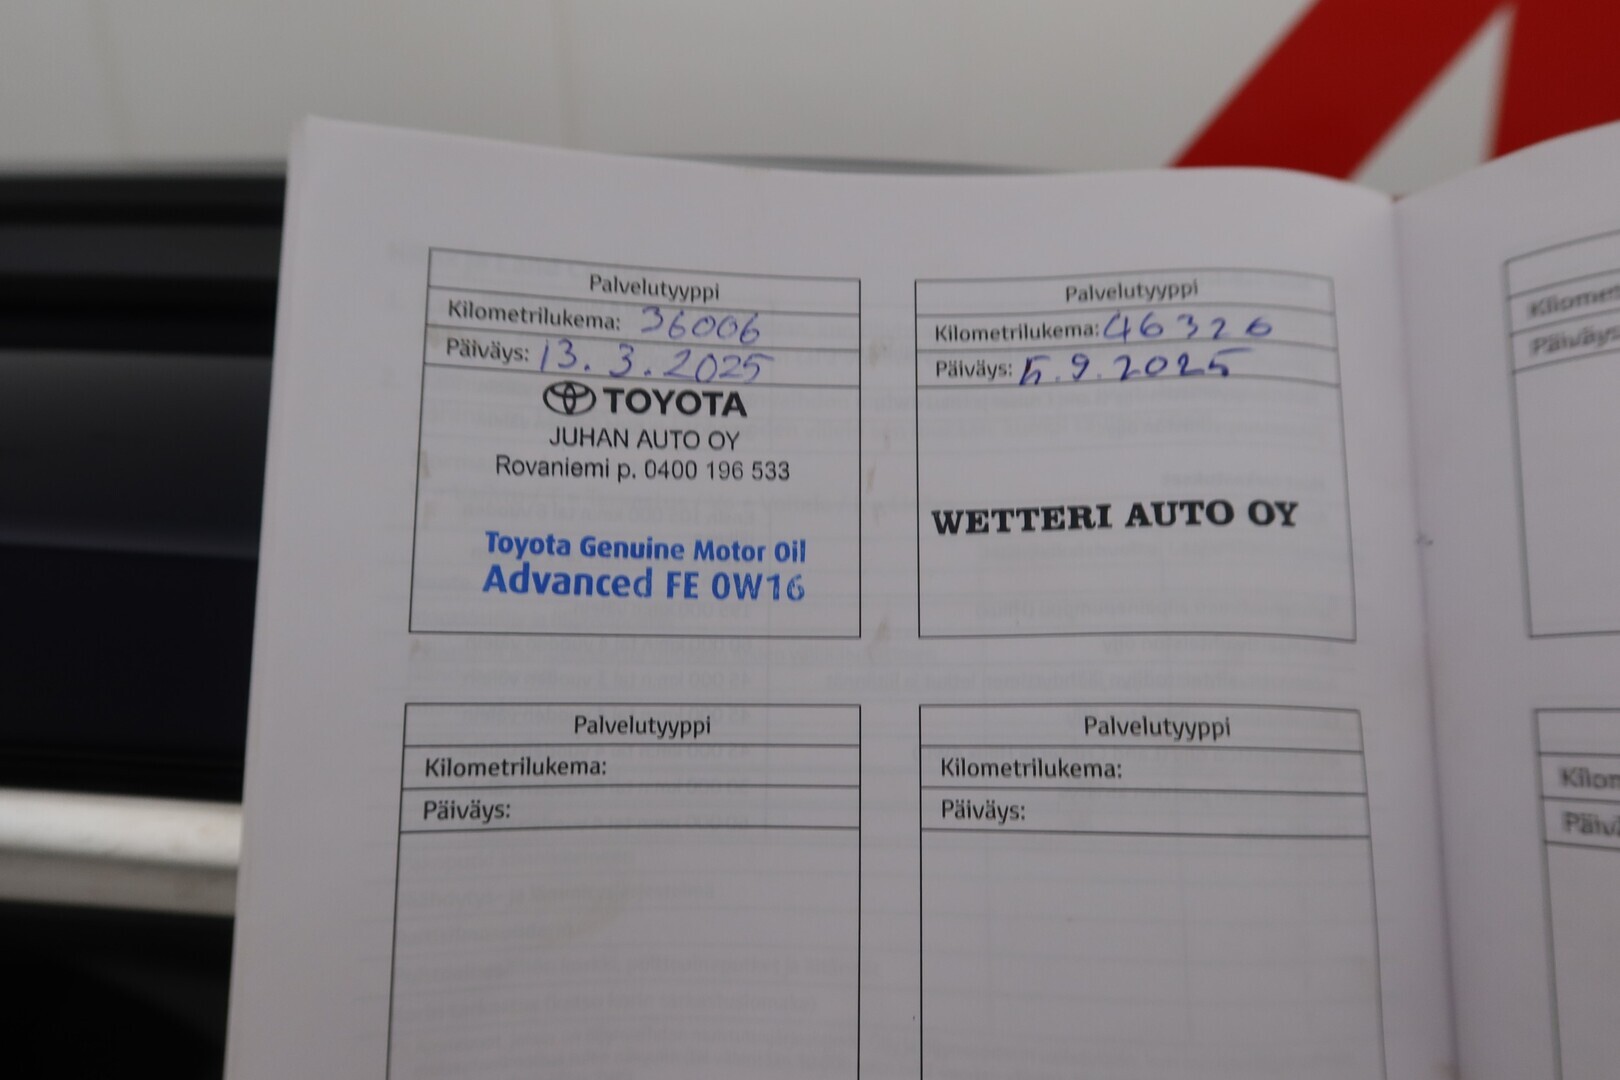 Palvelutyyppi
Kilometrilukema: 36006
Päiväys: 13.3.2025
TOYOTA
JUHAN AUTO OY
Rovaniemi p. 0400 196 533
Toyota Genuine Motor Oil
Advanced FE 0W16
Palvelutyyppi
Kilometrilukema: 46326
Päiväys: 5.9.2025
WETTERI AUTO OY
Palvelutyyppi
Kilometrilukema:
Päiväys:
Palvelutyyppi
Kilometrilukema:
Päiväys: